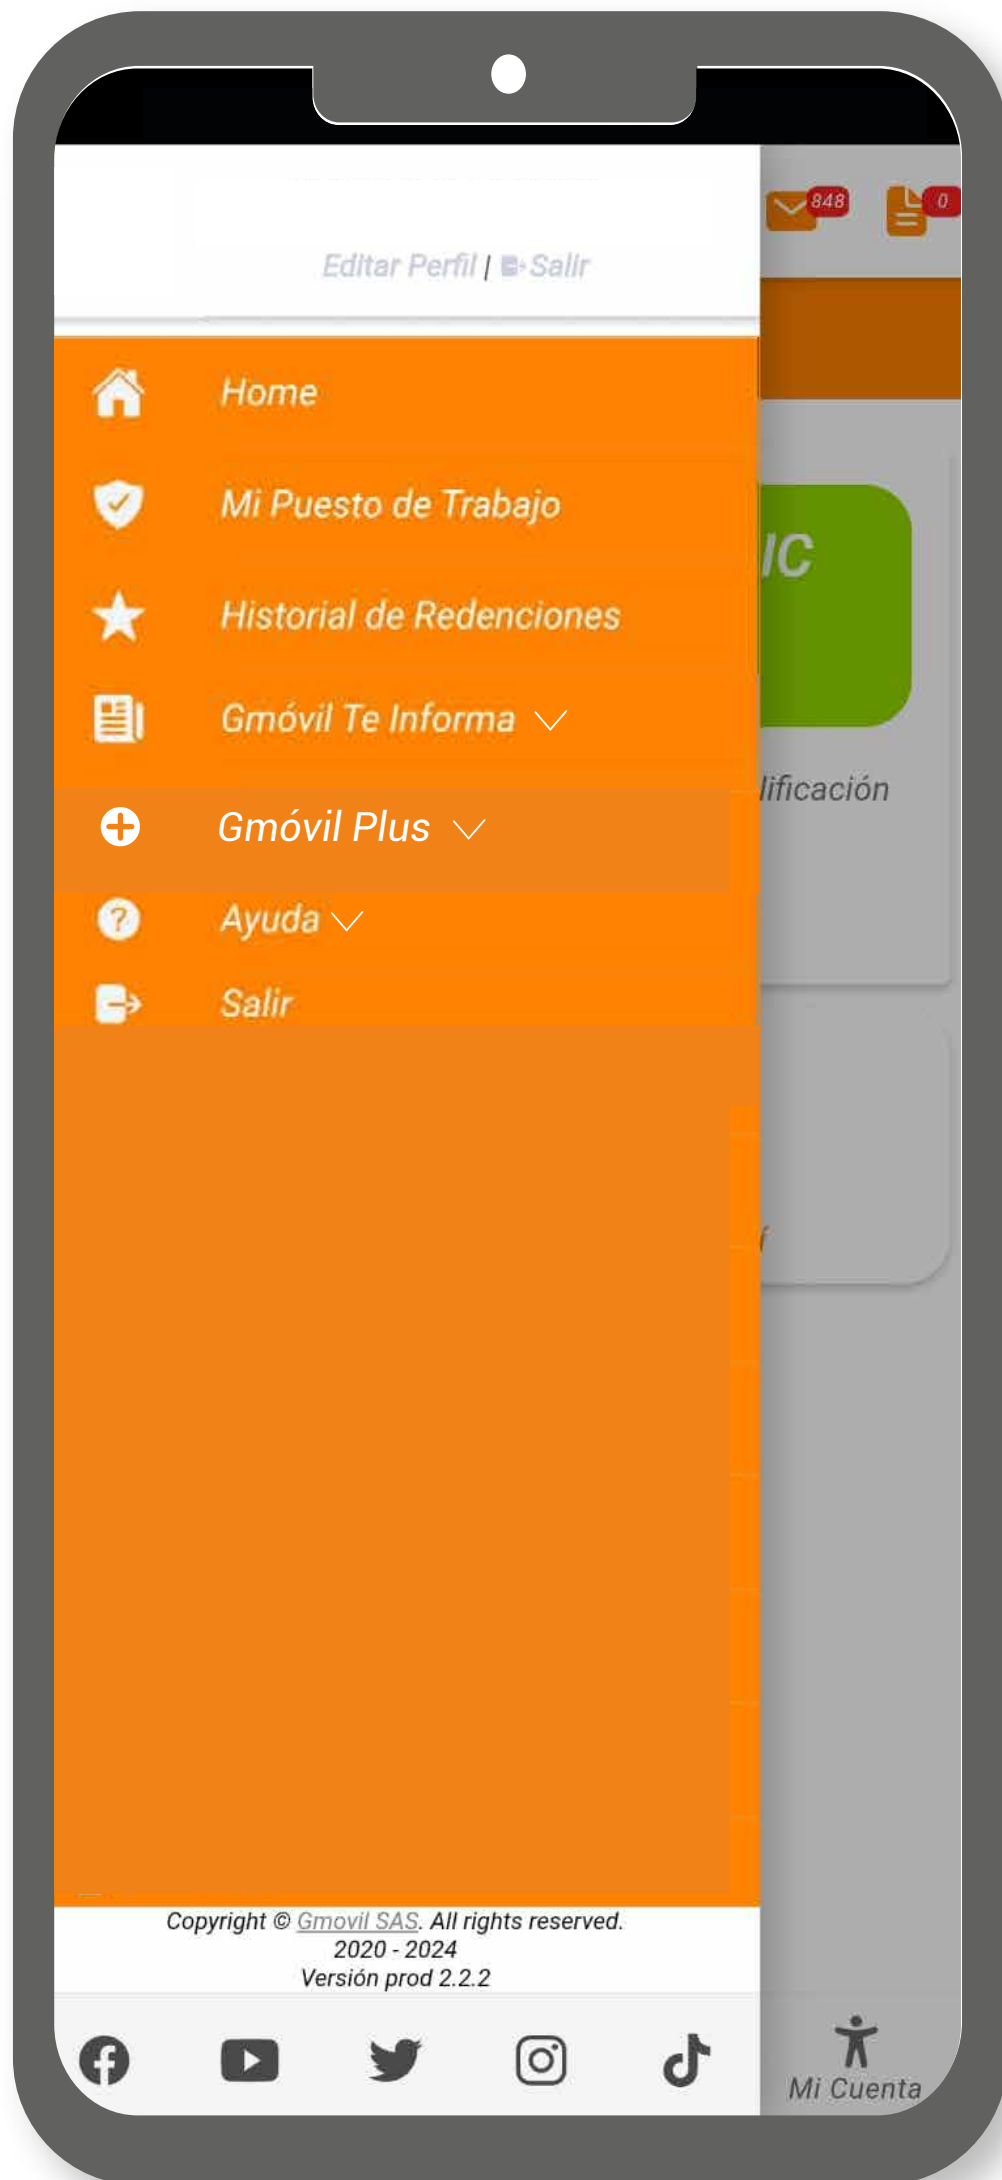 848
0
Editar Perfil | Salir
Home
Mi Puesto de Trabajo
IC
Historial de Redenciones
Gmóvil Te Informa
lificación
Gmóvil Plus
Ayuda
Salir
Copyright © Gmovil SAS. All rights reserved.
2020 - 2024
Versión prod 2.2.2
Mi Cuenta